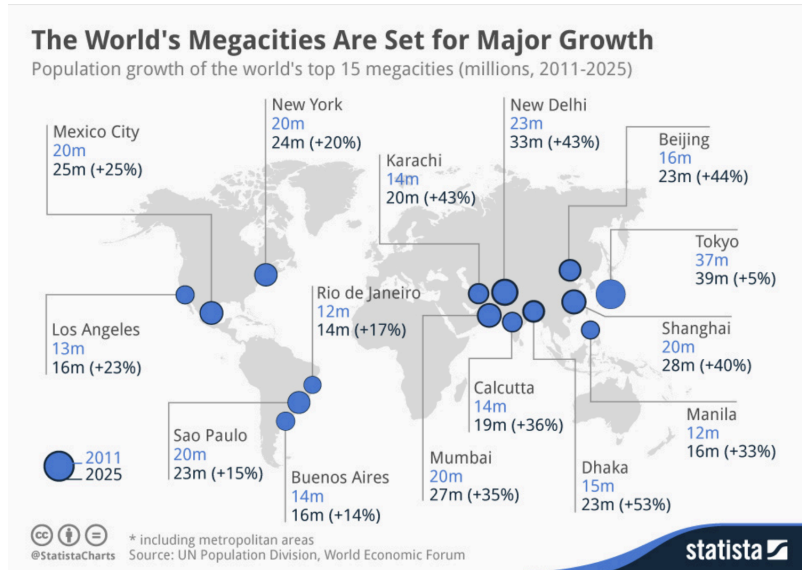 The World's Megacities Are Set for Major Growth
Population growth of the world's top 15 megacities (millions, 2011-2025)
Mexico City
20m
25m (+25%)
New York
20m
24m (+20%)
Karachi
14m
20m (+43%)
New Delhi
23m
33m (+43%)
Beijing
16m
23m (+44%)
Tokyo
37m
39m (+5%)
Los Angeles
13m
16m (+23%)
Rio de Janeiro
12m
14m (+17%)
Shanghai
20m
28m (+40%)
Calcutta
14m
19m (+36%)
Manila
12m
16m (+33%)
Sao Paulo
20m
23m (+15%)
Buenos Aires
14m
16m (+14%)
Mumbai
20m
27m (+35%)
Dhaka
15m
23m (+53%)
2011
2025
cc
@StatistaCharts
* including metropolitan areas
Source: UN Population Division, World Economic Forum
statista